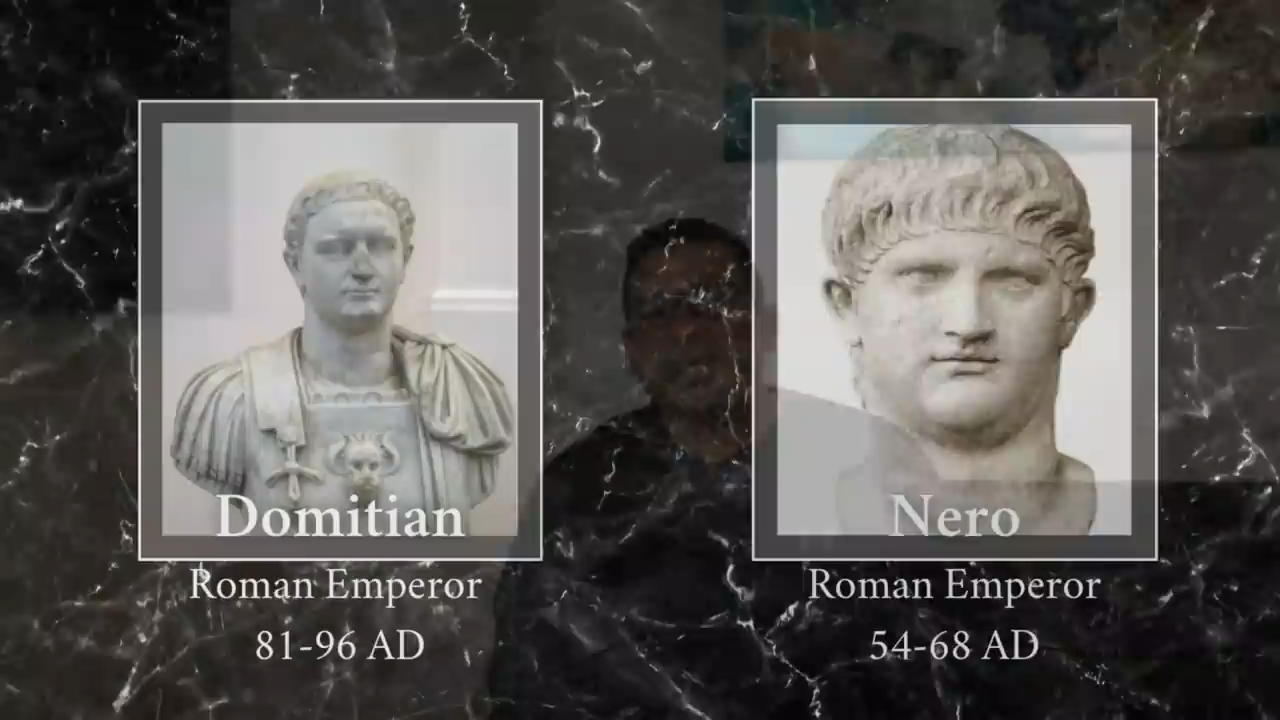 Domitian
Roman Emperor
81-96 AD
Nero
Roman Emperor
54-68 AD